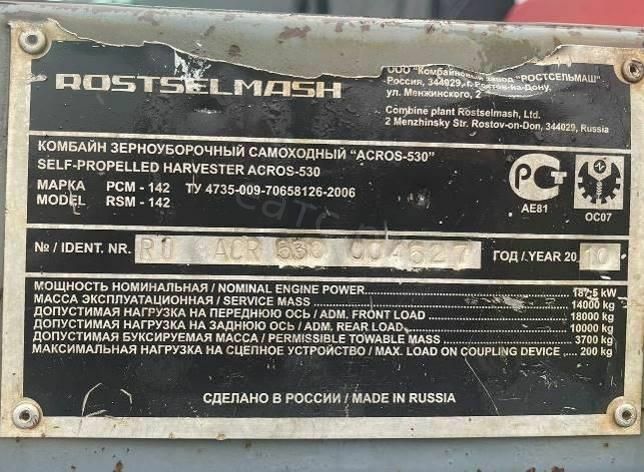 ROSTSELMASH
ООО "Комбайновый завод "РОСТСЕЛЬМАШ"
Россия, 344029, г. Ростов-на-Дону,
ул. Менжинского, 2
Combine plant Rostselmash, Ltd.
2 Menzhinsky Str. Rostov-on-Don, 344029, Russia
КОМБАЙН ЗЕРНОУБОРОЧНЫЙ САМОХОДНЫЙ "ACROS-530"
SELF-PROPELLED HARVESTER ACROS-530
МАРКА РСМ - 142 ТУ 4735-009-70658126-2006
MODEL RSM - 142
РСТ
АЕ81
ОС07
№ / IDENT. NR. R0 ACR 530 004627 ГОД / YEAR 20 10
МОЩНОСТЬ НОМИНАЛЬНАЯ / NOMINAL ENGINE POWER 187.5 kW
МАССА ЭКСПЛУАТАЦИОННАЯ / SERVICE MASS 14000 kg
ДОПУСТИМАЯ НАГРУЗКА НА ПЕРЕДНЮЮ ОСЬ / ADM. FRONT LOAD 18000 kg
ДОПУСТИМАЯ НАГРУЗКА НА ЗАДНЮЮ ОСЬ / ADM. REAR LOAD 10000 kg
ДОПУСТИМАЯ БУКСИРУЕМАЯ МАССА / PERMISSIBLE TOWABLE MASS 3700 kg
МАКСИМАЛЬНАЯ НАГРУЗКА НА СЦЕПНОЕ УСТРОЙСТВО / MAX. LOAD ON COUPLING DEVICE 200 kg
СДЕЛАНО В РОССИИ / MADE IN RUSSIA